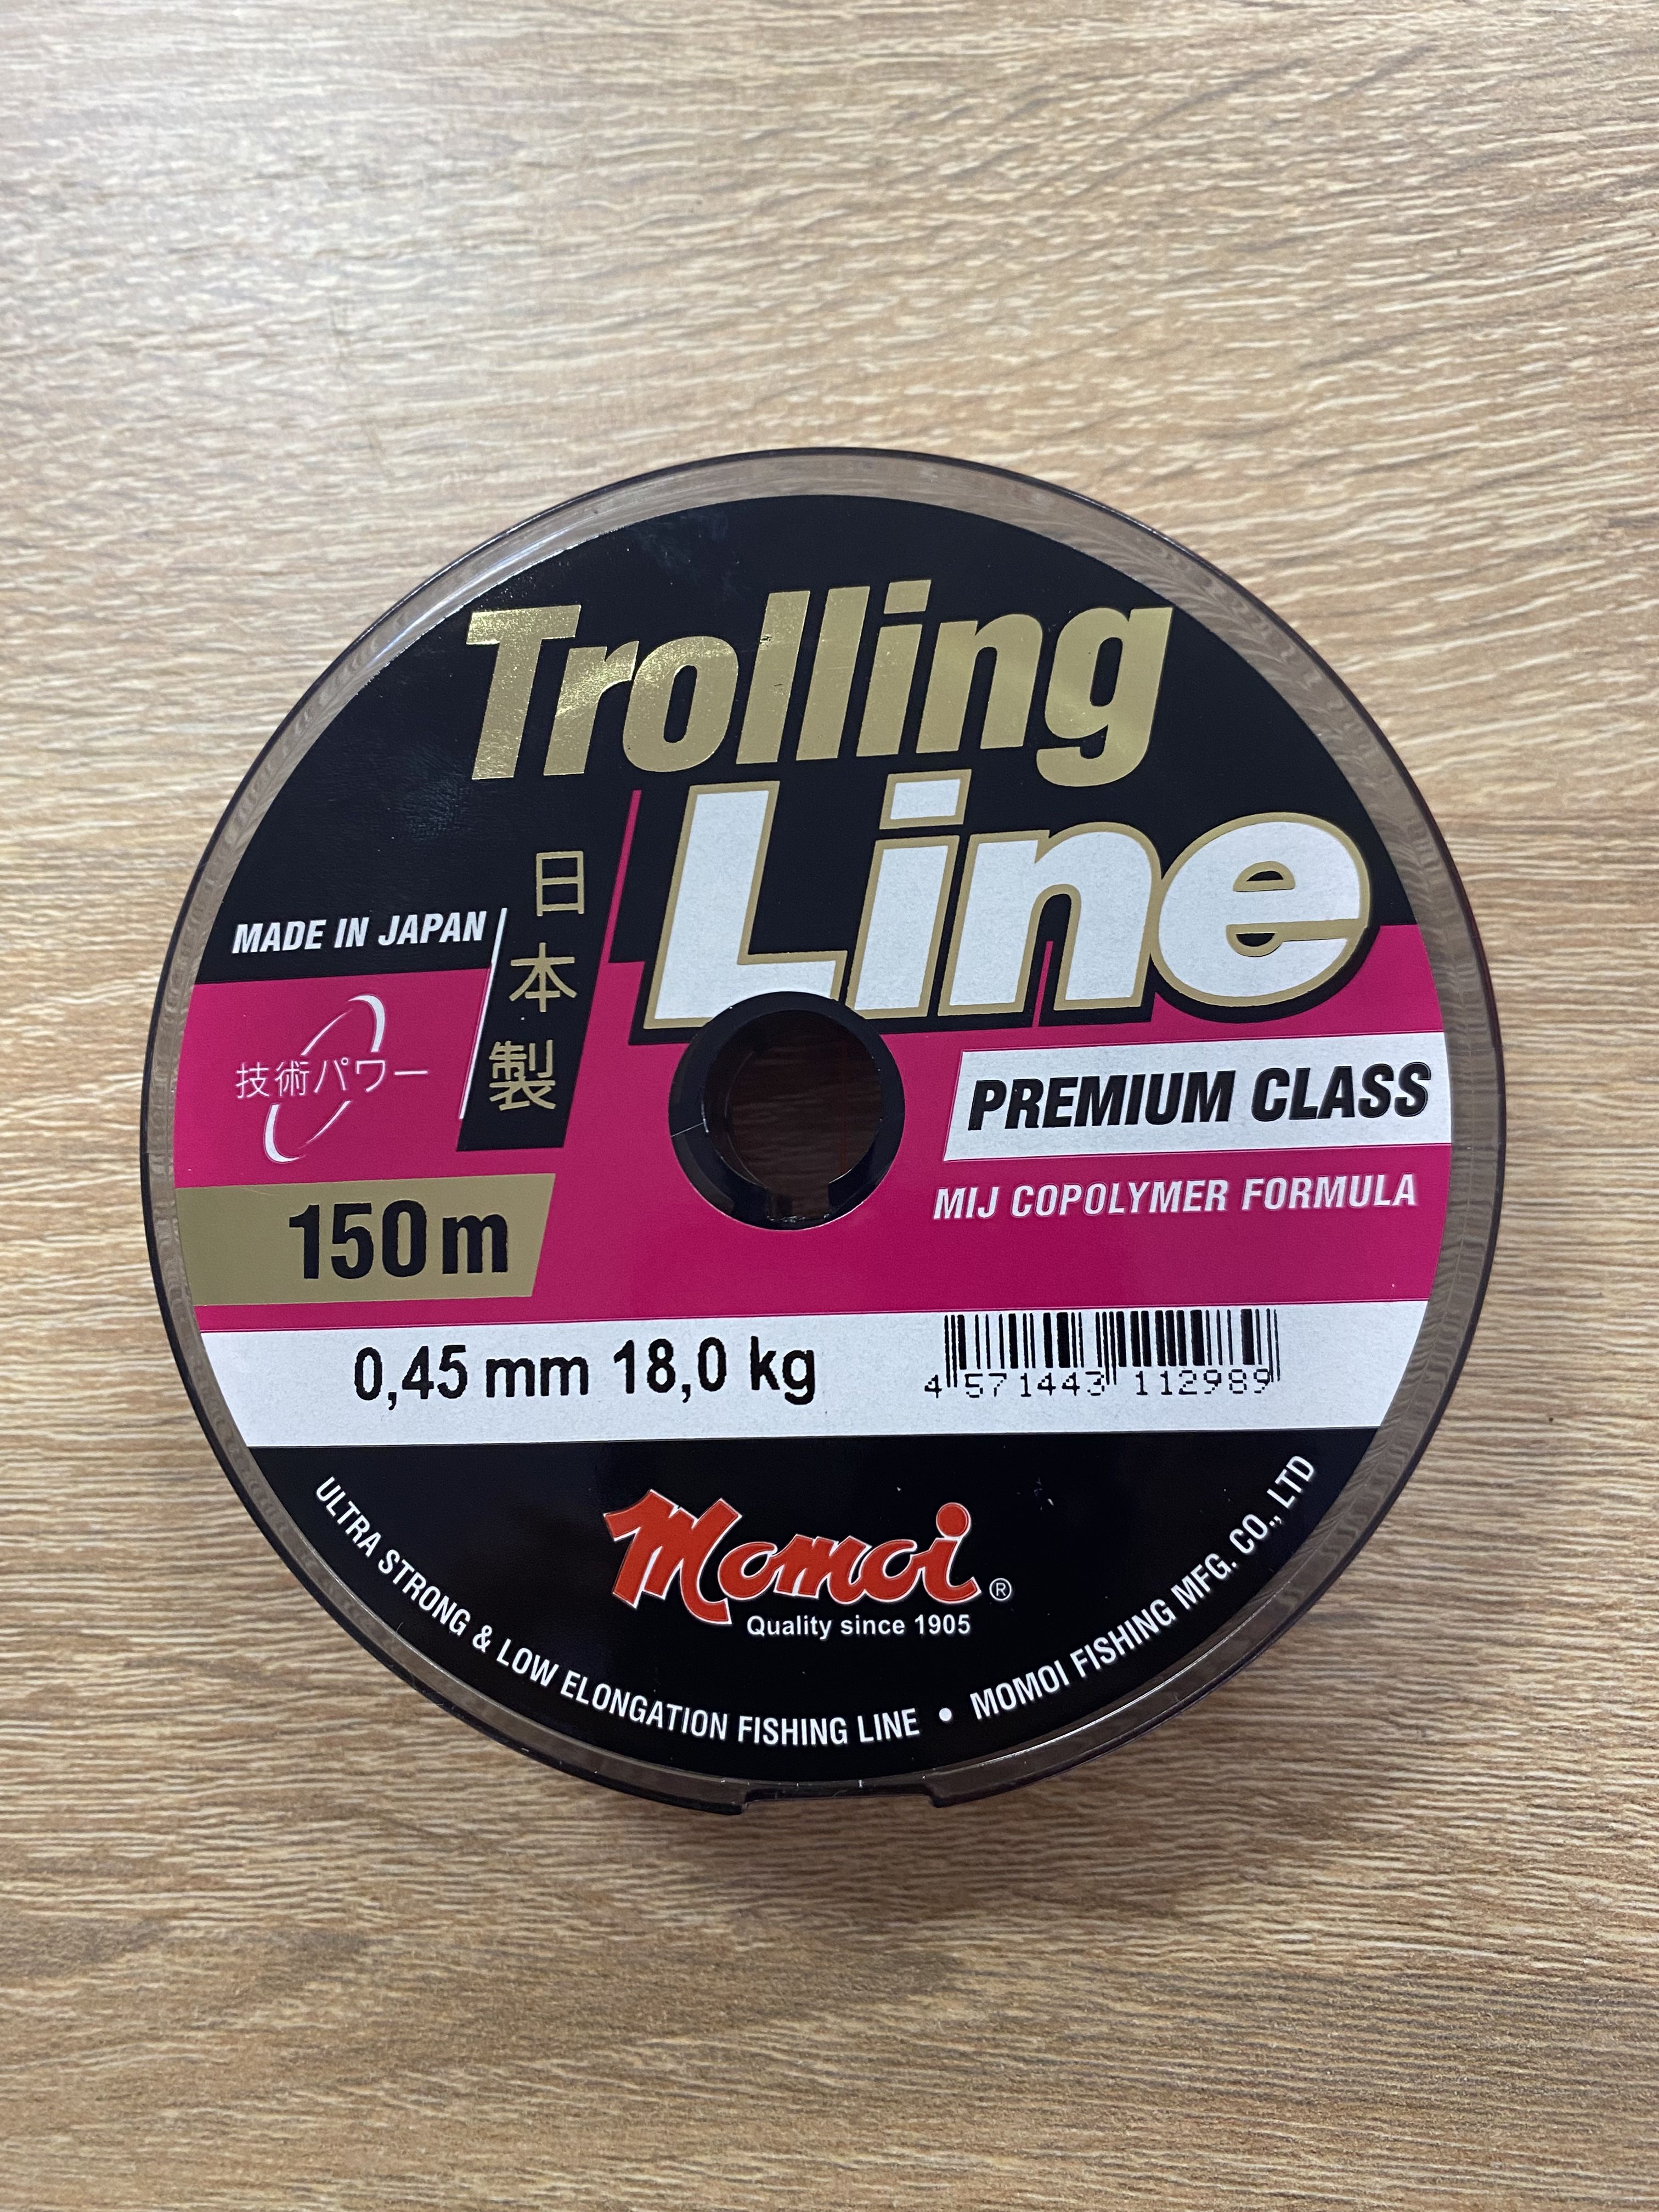 Trolling
Line
MADE IN JAPAN
日本製
技術パワー
PREMIUM CLASS
MIJ COPOLYMER FORMULA
150 m
0,45 mm 18,0 kg
4 571443 112989
Momoi ®
Quality since 1905
ULTRA STRONG & LOW ELONGATION FISHING LINE • MOMOI FISHING MFG. CO., LTD